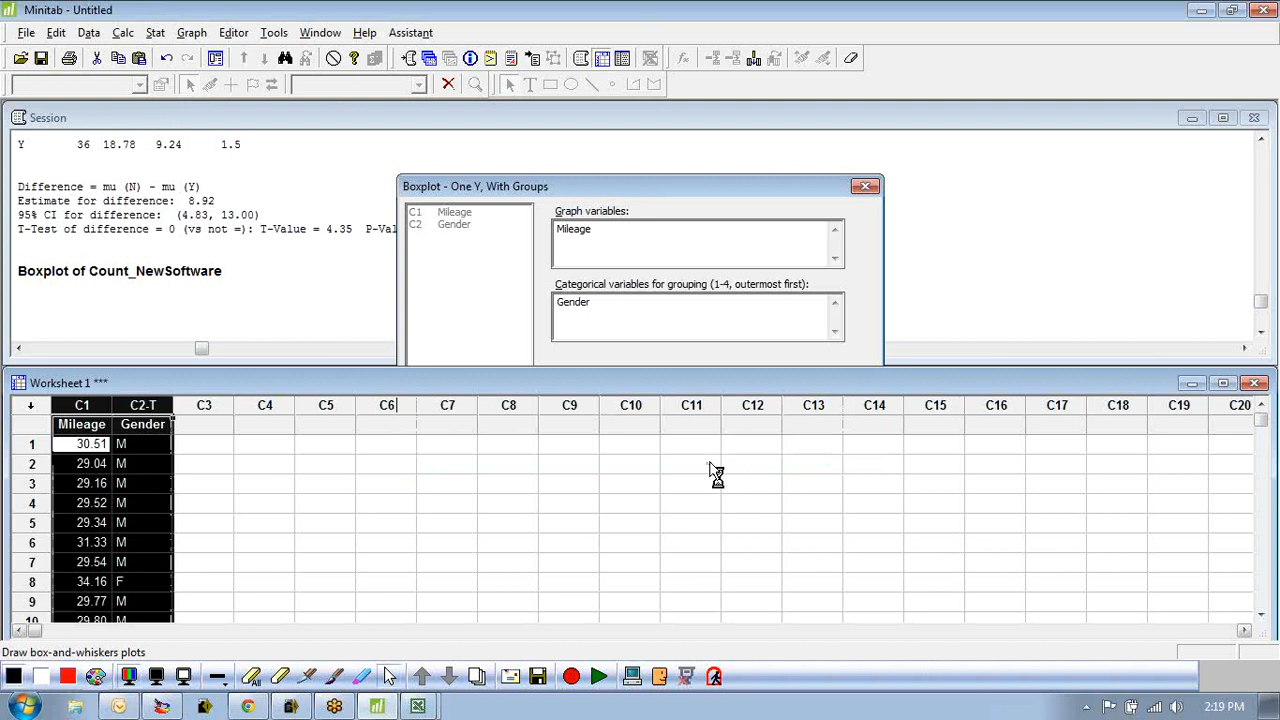 Minitab - Untitled
File Edit Data Calc Stat Graph Editor Tools Window Help Assistant
Session
Y 36 18.78 9.24 1.5
Difference = mu (N) - mu (Y)
Estimate for difference: 8.92
95% CI for difference: (4.83, 13.00)
T-Test of difference = 0 (vs not =): T-Value = 4.35 P-Val
Boxplot of Count_NewSoftware
Boxplot - One Y, With Groups
C1 Mileage
C2 Gender
Graph variables:
Mileage
Categorical variables for grouping (1-4, outermost first):
Gender
Worksheet 1 ***
C1 C2-T C3 C4 C5 C6 C7 C8 C9 C10 C11 C12 C13 C14 C15 C16 C17 C18 C19 C20
Mileage Gender
1 30.51 M
2 29.04 M
3 29.16 M
4 29.52 M
5 29.34 M
6 31.33 M
7 29.54 M
8 34.16 F
9 29.77 M
10 29.80 M
Draw box-and-whiskers plots
All
2:19 PM